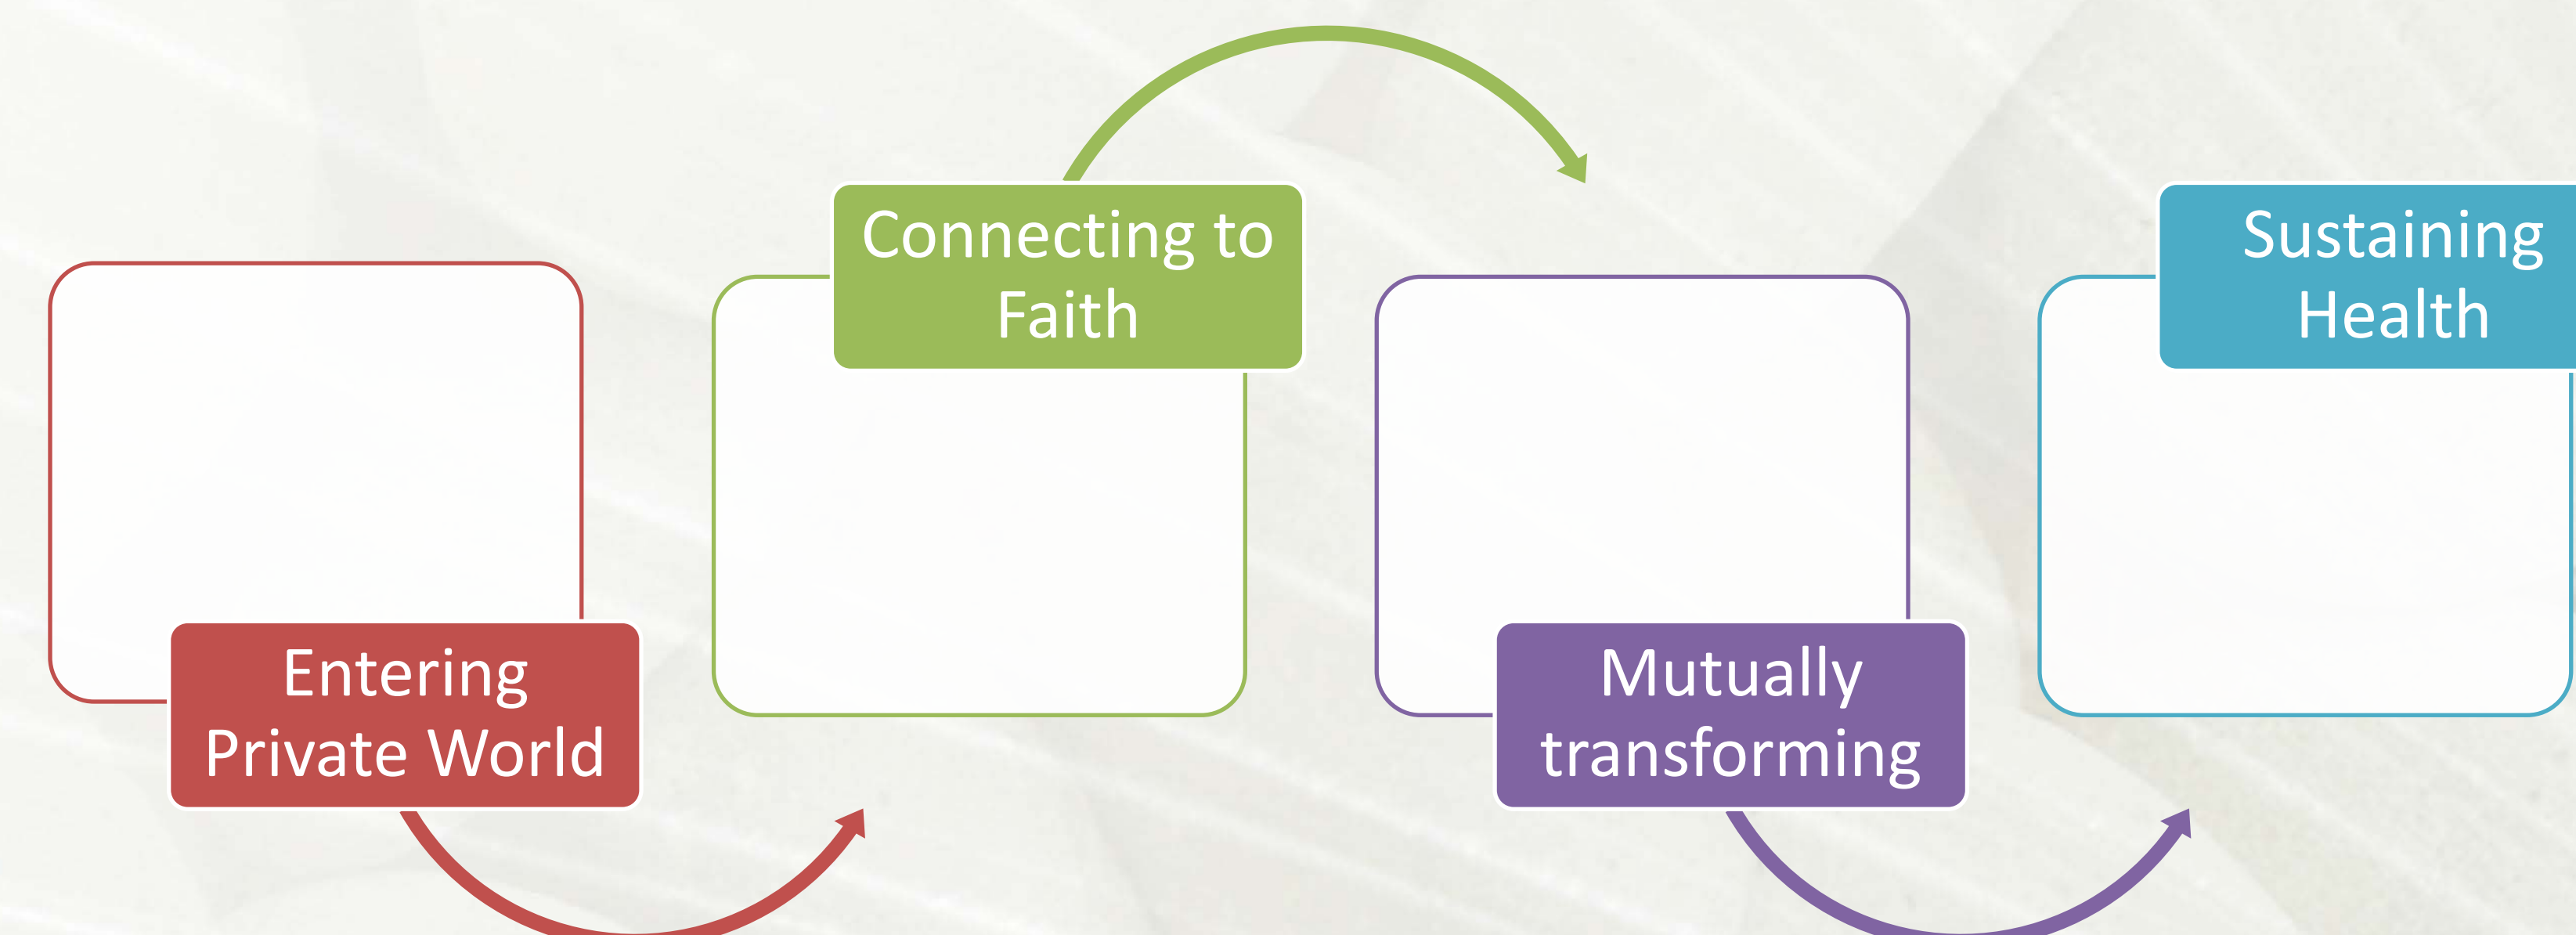 Entering
Private World
Connecting to
Faith
Mutually
transforming
Sustaining
Health